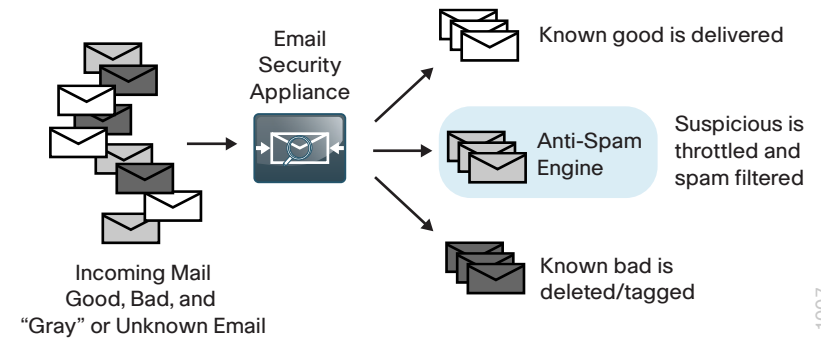 Email
Security
Appliance
Known good is delivered
Anti-Spam
Engine
Suspicious is
throttled and
spam filtered
Incoming Mail
Good, Bad, and
“Gray” or Unknown Email
Known bad is
deleted/tagged